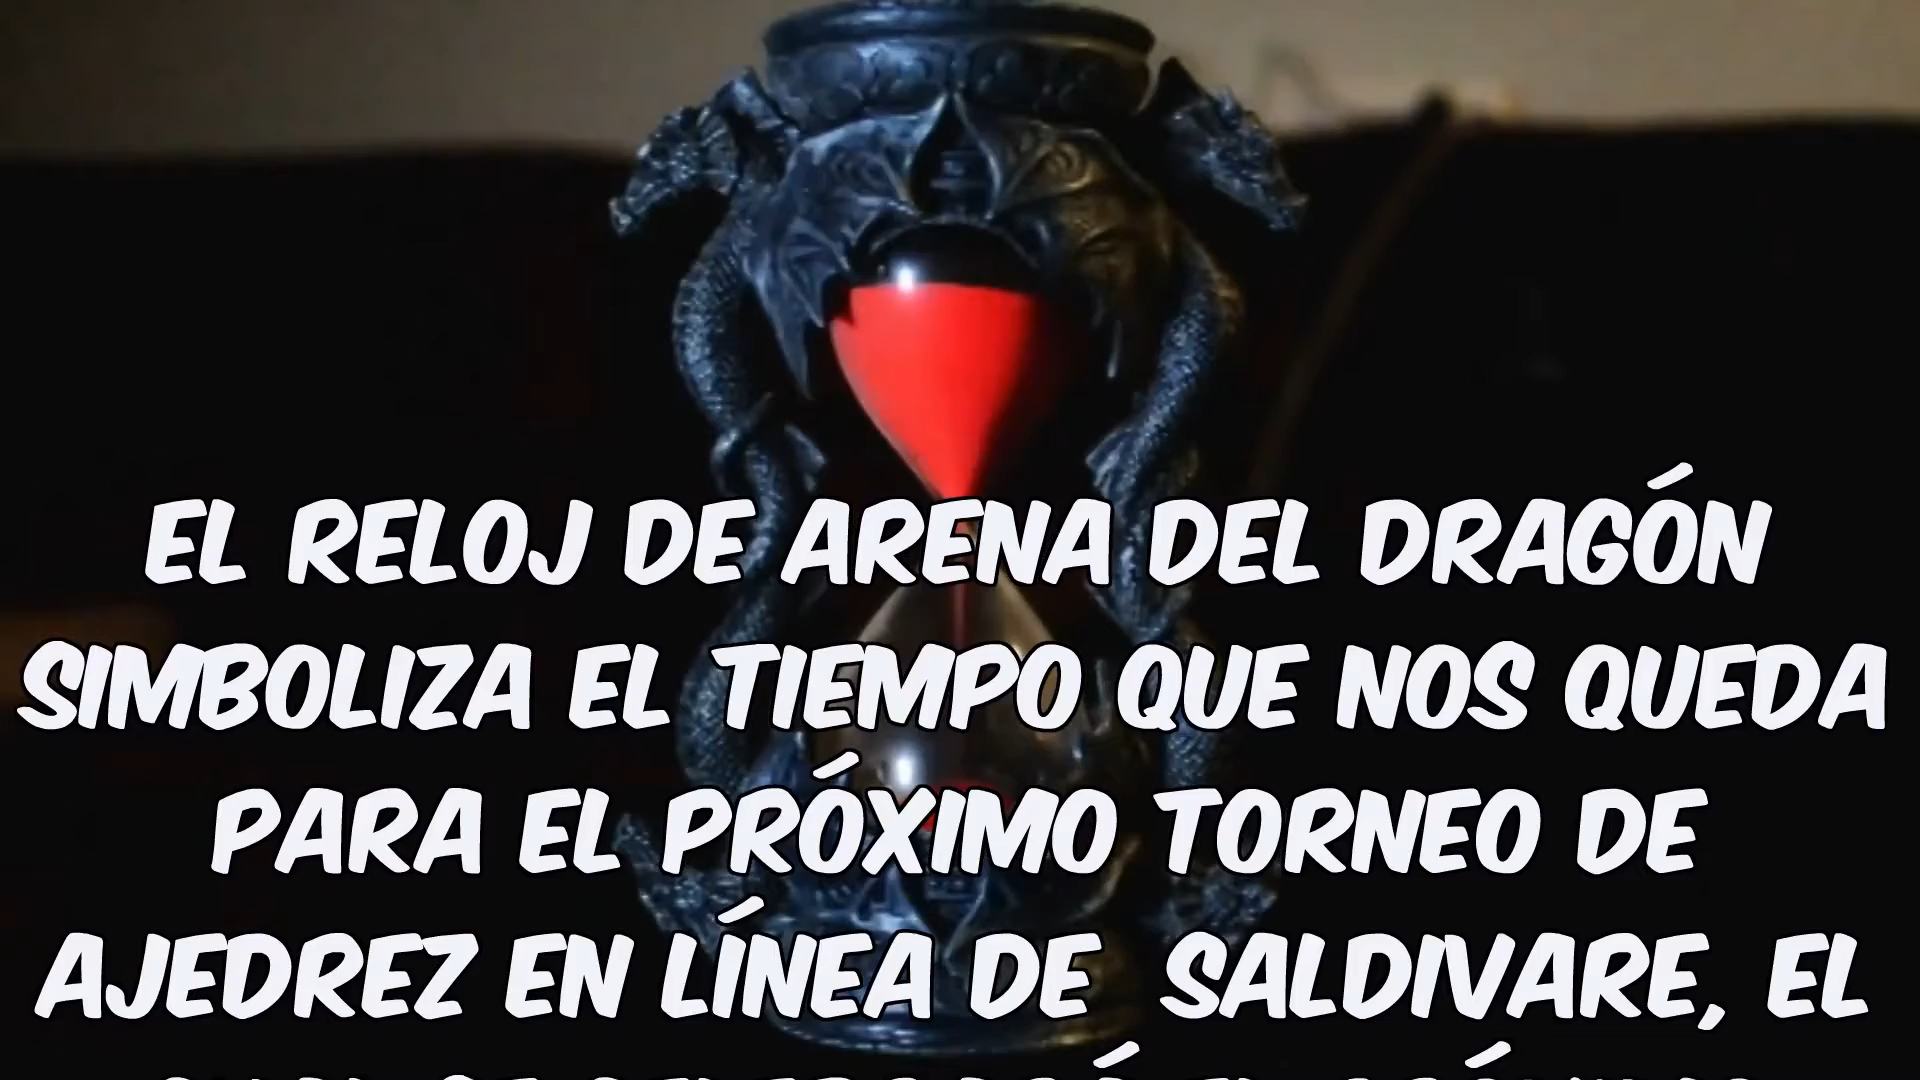 EL RELOJ DE ARENA DEL DRAGÓN
SIMBOLIZA EL TIEMPO QUE NOS QUEDA
PARA EL PRÓXIMO TORNEO DE
AJEDREZ EN LÍNEA DE SALDIVARE, EL